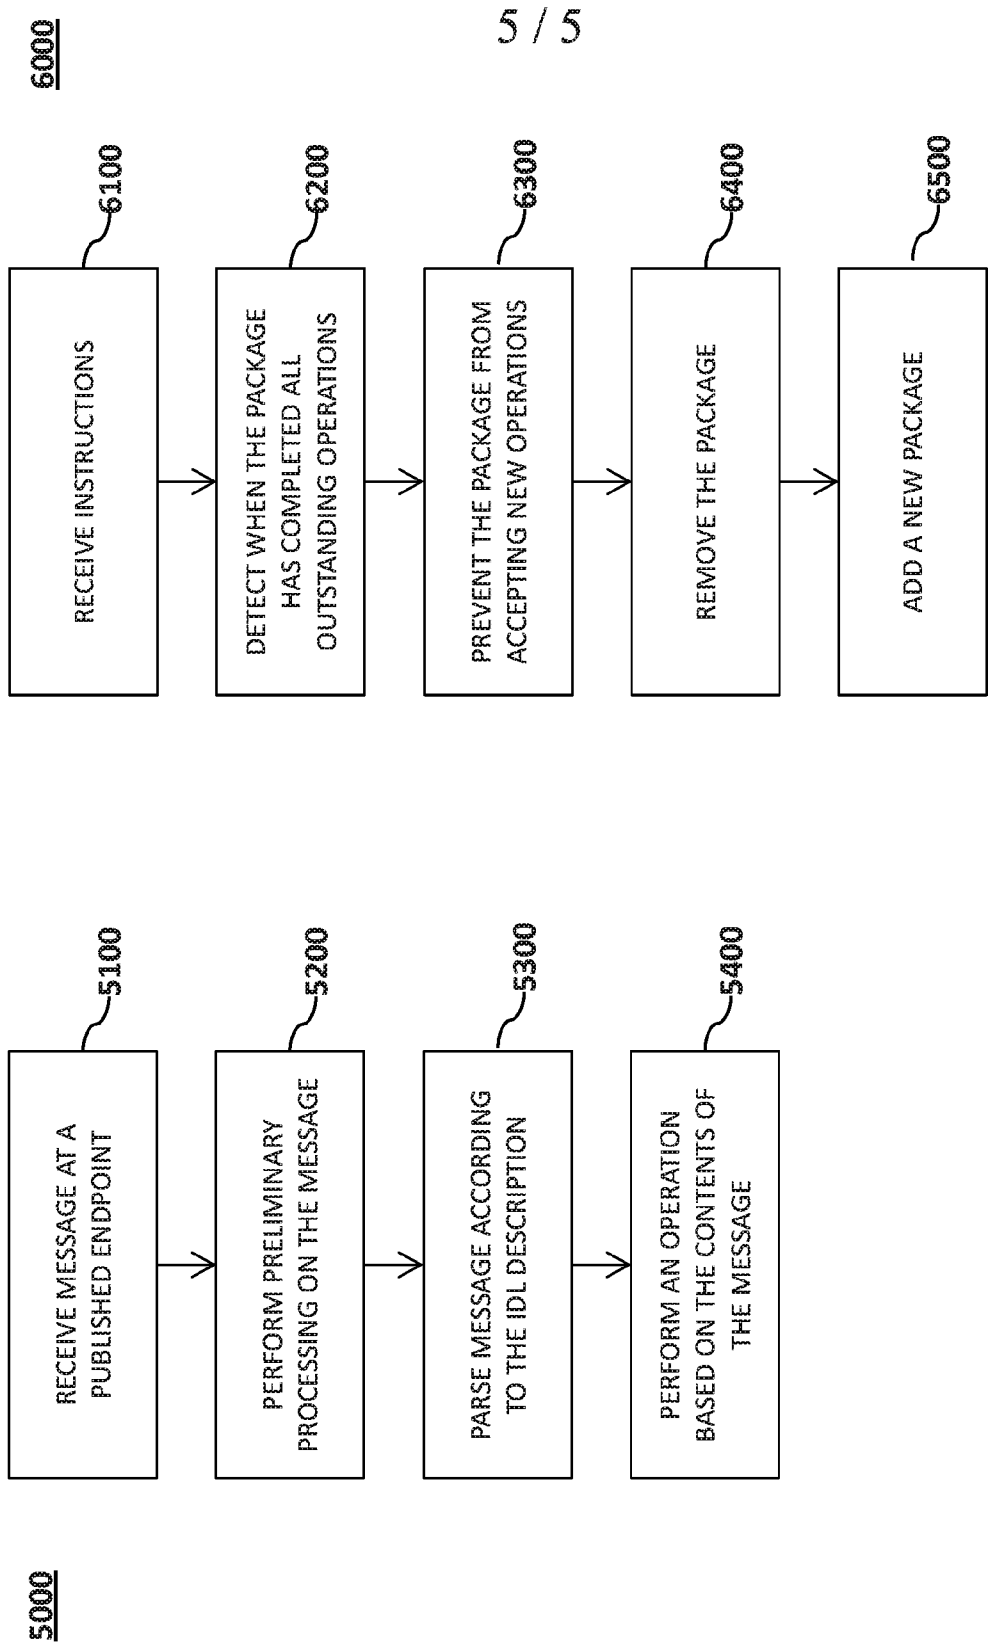 5 / 5
5000
RECEIVE MESSAGE AT A
PUBLISHED ENDPOINT
5100
PERFORM PRELIMINARY
PROCESSING ON THE MESSAGE
5200
PARSE MESSAGE ACCORDING
TO THE IDL DESCRIPTION
5300
PERFORM AN OPERATION
BASED ON THE CONTENTS OF
THE MESSAGE
5400
6000
RECEIVE INSTRUCTIONS
6100
DETECT WHEN THE PACKAGE
HAS COMPLETED ALL
OUTSTANDING OPERATIONS
6200
PREVENT THE PACKAGE FROM
ACCEPTING NEW OPERATIONS
6300
REMOVE THE PACKAGE
6400
ADD A NEW PACKAGE
6500